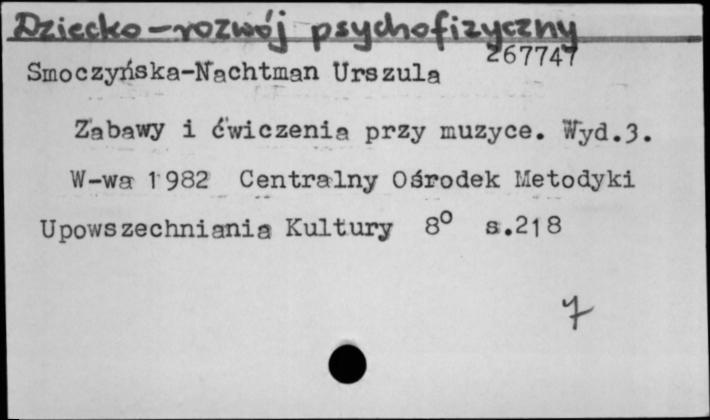 Dziecko – rozwój psychofizyczny
267747
Smoczyńska-Nachtman Urszula
Zabawy i ćwiczenia przy muzyce. Wyd.3.
W-wa 1982 Centralny Ośrodek Metodyki
Upowszechniania Kultury 8° s.218
7